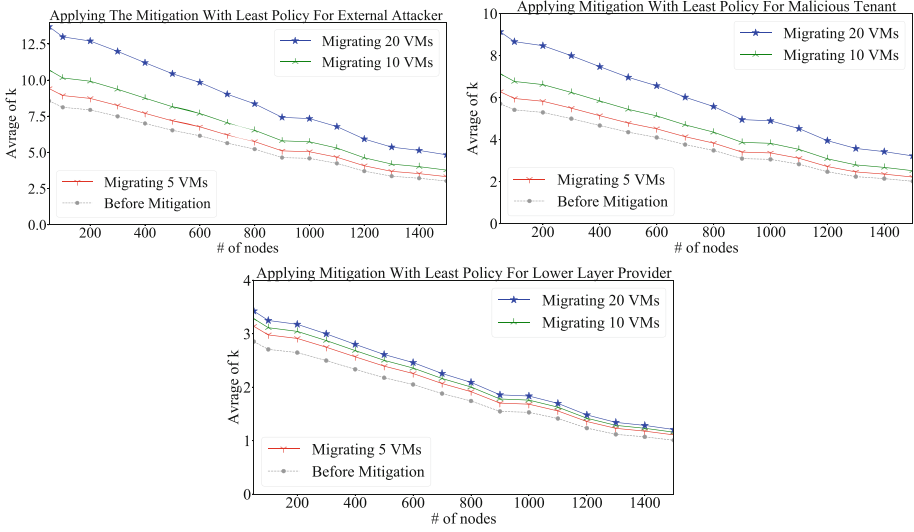 Applying The Mitigation With Least Policy For External Attacker
12.5
10.0
7.5
5.0
2.5
0.0
Avrage of k
Migrating 20 VMs
Migrating 10 VMs
Migrating 5 VMs
Before Mitigation
200 400 600 800 1000 1200 1400
# of nodes
Applying Mitigation With Least Policy For Malicious Tenant
10
8
6
4
2
0
Avrage of k
Migrating 20 VMs
Migrating 10 VMs
Migrating 5 VMs
Before Mitigation
200 400 600 800 1000 1200 1400
# of nodes
Applying Mitigation With Least Policy For Lower Layer Provider
4
3
2
1
0
Avrage of k
Migrating 20 VMs
Migrating 10 VMs
Migrating 5 VMs
Before Mitigation
200 400 600 800 1000 1200 1400
# of nodes